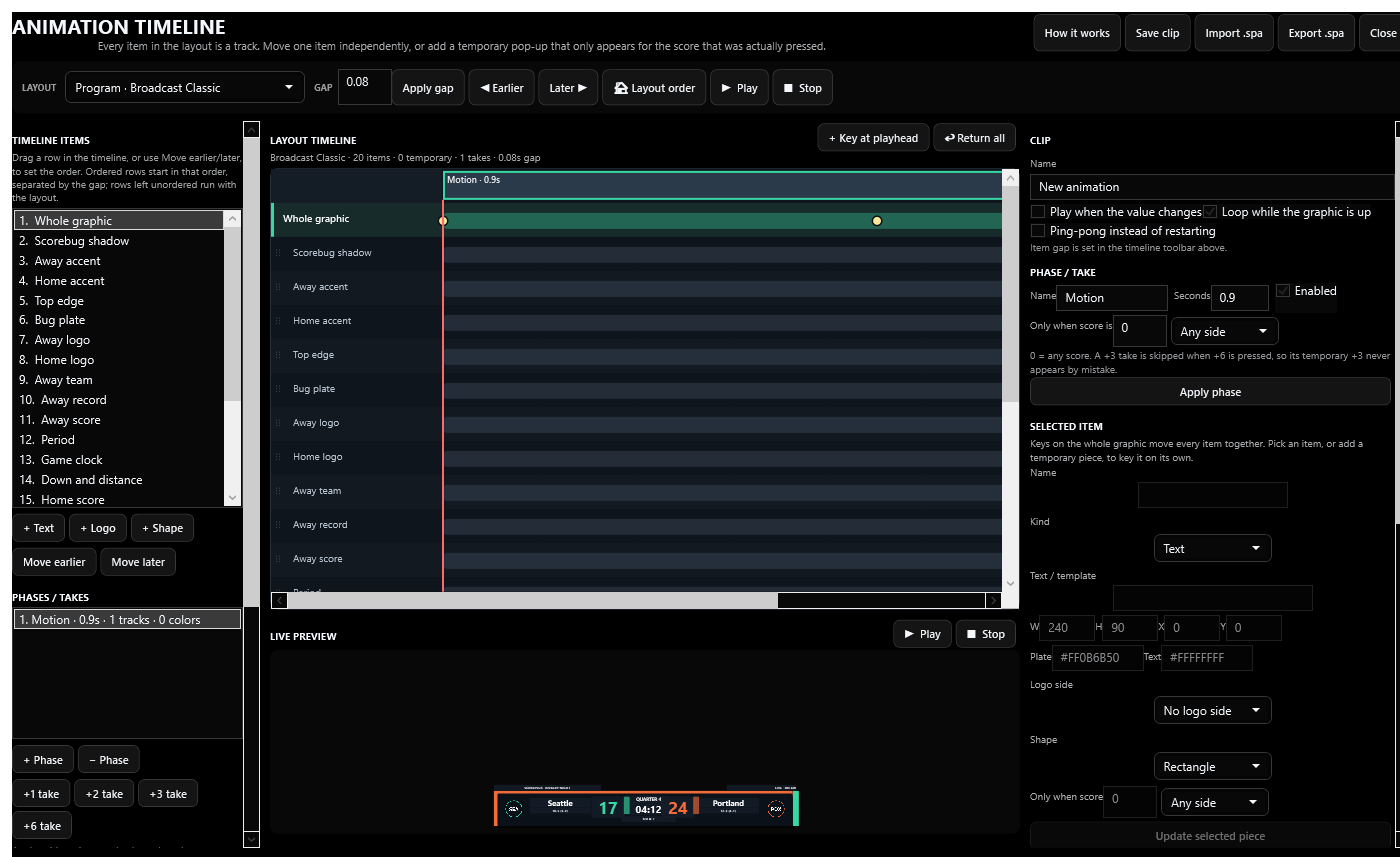 ANIMATION TIMELINE
Every item in the layout is a track. Move one item independently, or add a temporary pop-up that only appears for the score that was actually pressed.
How it works
Save clip
Import .spa
Export .spa
Close
LAYOUT
Program · Broadcast Classic
GAP
0.08
Apply gap
◀ Earlier
Later ▶
Layout order
▶ Play
■ Stop
TIMELINE ITEMS
Drag a row in the timeline, or use Move earlier/later,
to set the order. Ordered rows start in that order,
separated by the gap; rows left unordered run with
the layout.
1. Whole graphic
2. Scorebug shadow
3. Away accent
4. Home accent
5. Top edge
6. Bug plate
7. Away logo
8. Home logo
9. Away team
10. Away record
11. Away score
12. Period
13. Game clock
14. Down and distance
15. Home score
+ Text
+ Logo
+ Shape
Move earlier
Move later
PHASES / TAKES
1. Motion · 0.9s · 1 tracks · 0 colors
+ Phase
− Phase
+1 take
+2 take
+3 take
+6 take
LAYOUT TIMELINE
Broadcast Classic · 20 items · 0 temporary · 1 takes · 0.08s gap
+ Key at playhead
↩ Return all
Motion · 0.9s
Whole graphic
Scorebug shadow
Away accent
Home accent
Top edge
Bug plate
Away logo
Home logo
Away team
Away record
Away score
Period
LIVE PREVIEW
▶ Play
■ Stop
SEA
Seattle
17
QUARTER 4
04:12
24
Portland
POR
CLIP
Name
New animation
Play when the value changes
Loop while the graphic is up
Ping-pong instead of restarting
Item gap is set in the timeline toolbar above.
PHASE / TAKE
Name
Motion
Seconds
0.9
Enabled
Only when score is
0
Any side
0 = any score. A +3 take is skipped when +6 is pressed, so its temporary +3 never
appears by mistake.
Apply phase
SELECTED ITEM
Keys on the whole graphic move every item together. Pick an item, or add a
temporary piece, to key it on its own.
Name
Kind
Text
Text / template
W
240
H
90
X
0
Y
0
Plate
#FF0B6B50
Text
#FFFFFFFF
Logo side
No logo side
Shape
Rectangle
Only when score
0
Any side
Update selected piece